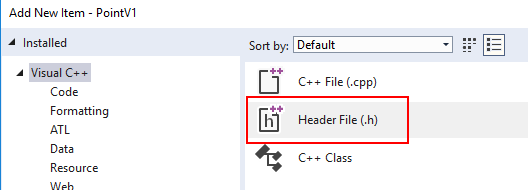 Add New Item - PointV1
Installed
Sort by: Default
Visual C++
Code
Formatting
ATL
Data
Resource
Web
C++ File (.cpp)
Header File (.h)
C++ Class